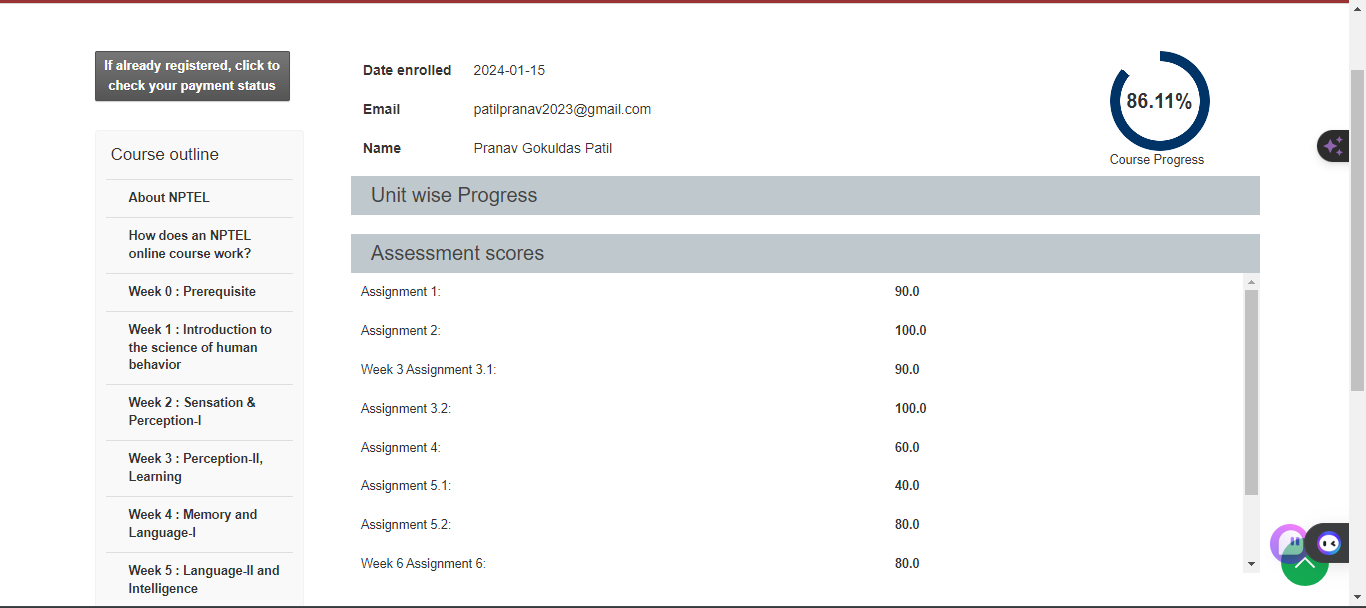 If already registered, click to
check your payment status
Course outline
About NPTEL
How does an NPTEL
online course work?
Week 0 : Prerequisite
Week 1 : Introduction to
the science of human
behavior
Week 2 : Sensation &
Perception-I
Week 3 : Perception-II,
Learning
Week 4 : Memory and
Language-I
Week 5 : Language-II and
Intelligence
Date enrolled 2024-01-15
Email patilpranav2023@gmail.com
Name Pranav Gokuldas Patil
86.11%
Course Progress
Unit wise Progress
Assessment scores
Assignment 1: 90.0
Assignment 2: 100.0
Week 3 Assignment 3.1: 90.0
Assignment 3.2: 100.0
Assignment 4: 60.0
Assignment 5.1: 40.0
Assignment 5.2: 80.0
Week 6 Assignment 6: 80.0